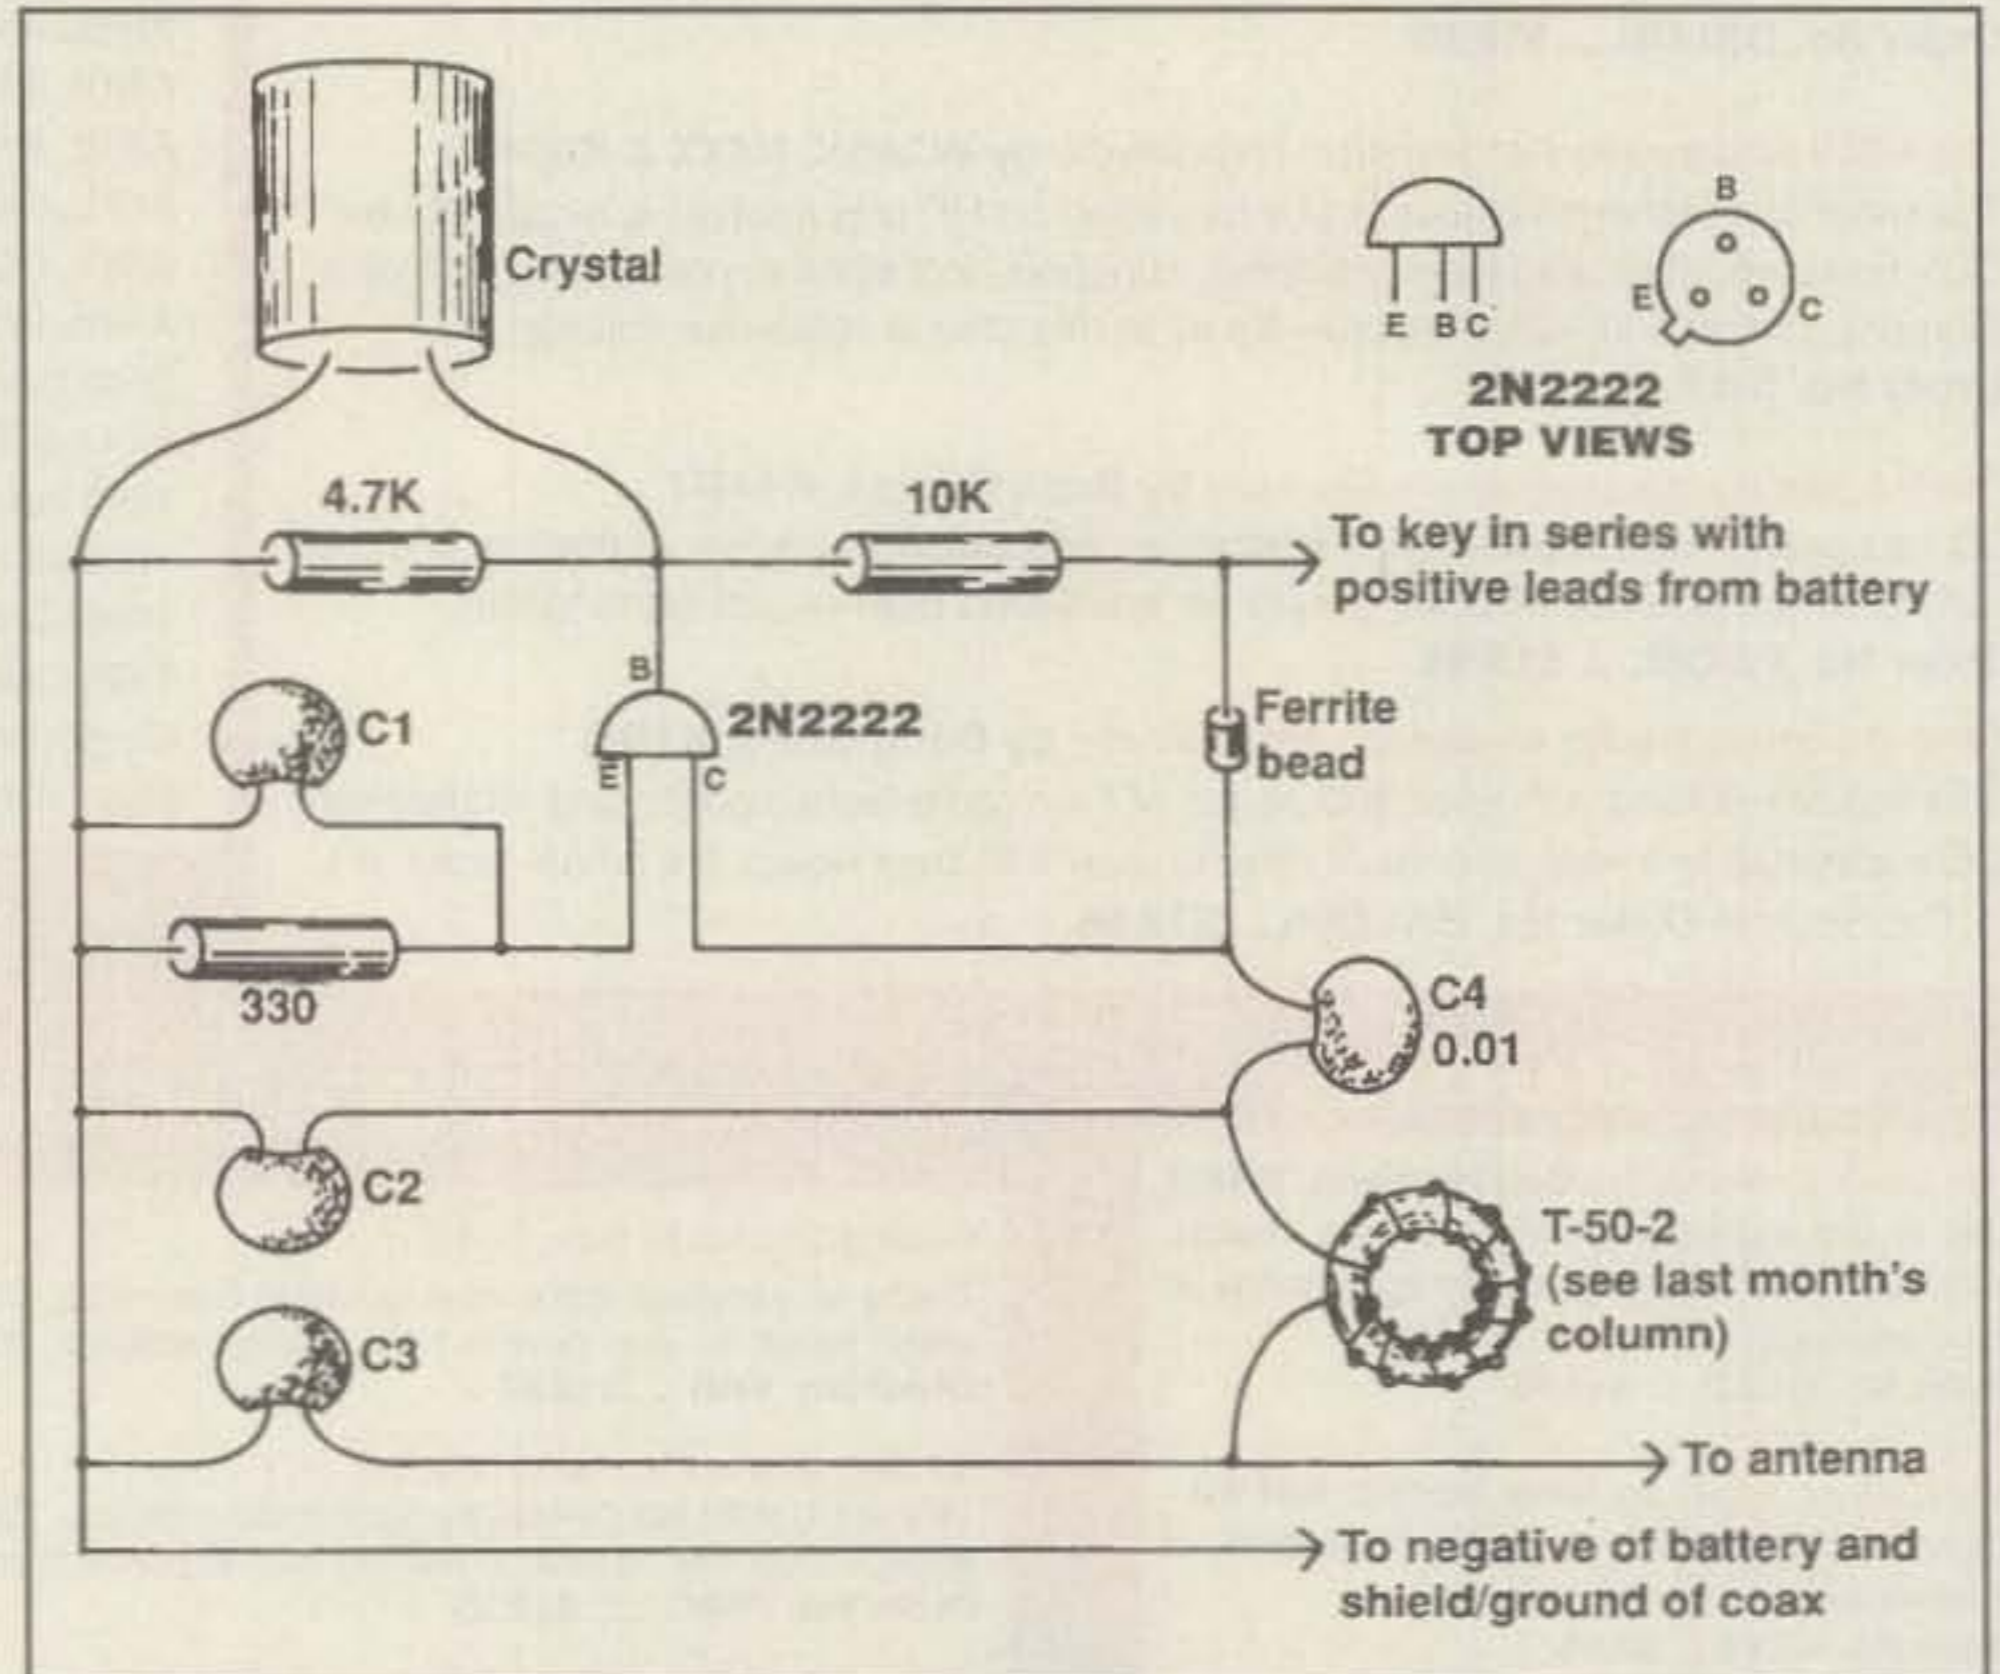 Crystal
B
E
C
E B C
2N2222
TOP VIEWS
4.7K
10K
To key in series with
positive leads from battery
B
2N2222
E
C
C1
Ferrite
bead
330
C4
0.01
C2
T-50-2
(see last month's
column)
C3
To antenna
To negative of battery and
shield/ground of coax